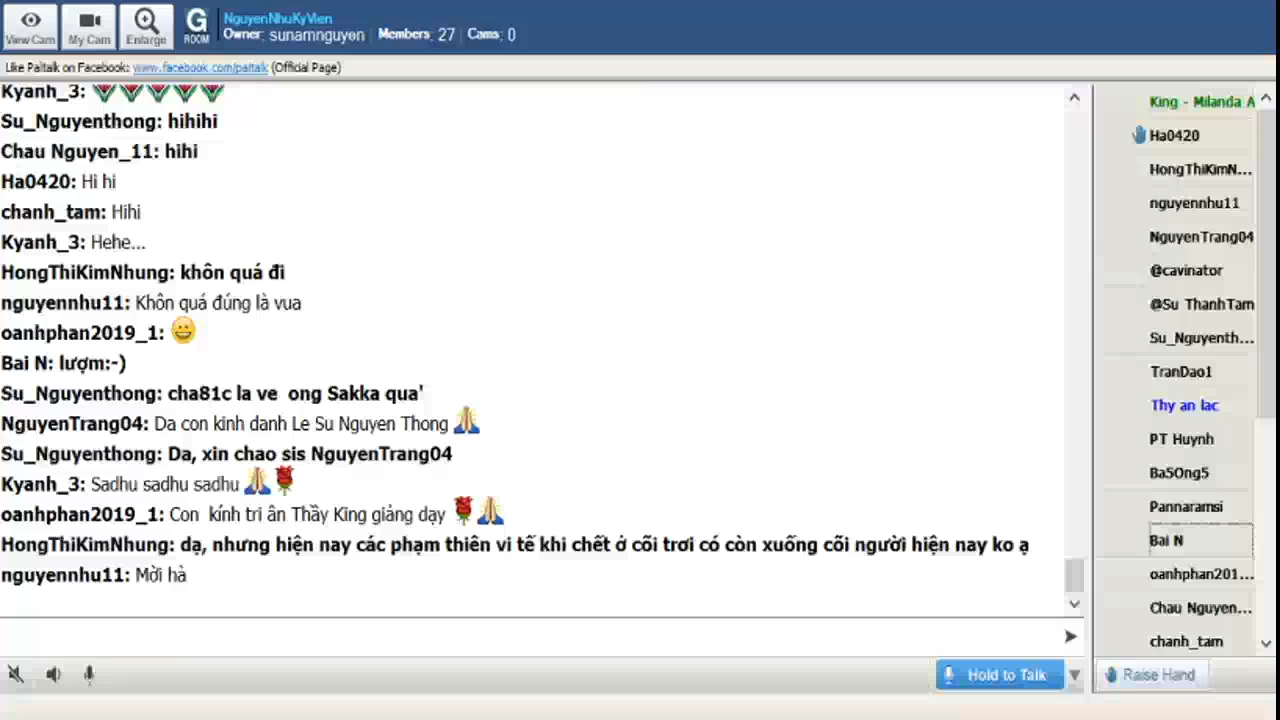 NguyenNhuKyVien
View Cam My Cam Enlarge G ROOM Owner: sunamnguyen Members: 27 Cams: 0
Like Paltalk on Facebook: www.facebook.com/paltalk (Official Page)
Kyanh_3:
Su_Nguyenthong: hihihi
Chau Nguyen_11: hihi
Ha0420: Hi hi
chanh_tam: Hihi
Kyanh_3: Hehe...
HongThiKimNhung: khôn quá đi
nguyennhu11: Khôn quá đúng là vua
oanhphan2019_1: 😀
Bai N: lượm:-)
Su_Nguyenthong: cha81c la ve ong Sakka qua'
NguyenTrang04: Da con kinh danh Le Su Nguyen Thong 🙏
Su_Nguyenthong: Da, xin chao sis NguyenTrang04
Kyanh_3: Sadhu sadhu sadhu 🙏🌹
oanhphan2019_1: Con kính tri ân Thầy King giảng dạy 🌹🙏
HongThiKimNhung: dạ, nhưng hiện nay các phạm thiên vi tế khi chết ở cõi trơi có còn xuống cõi người hiện nay ko ạ
nguyennhu11: Mời hà
Hold to Talk
King - Milanda A
Ha0420
HongThiKimN...
nguyennhu11
NguyenTrang04
@cavinator
@Su ThanhTam
Su_Nguyenth...
TranDao1
Thy an lac
PT Huynh
Ba5Ong5
Pannaramsi
Bai N
oanhphan201...
Chau Nguyen...
chanh_tam
Raise Hand